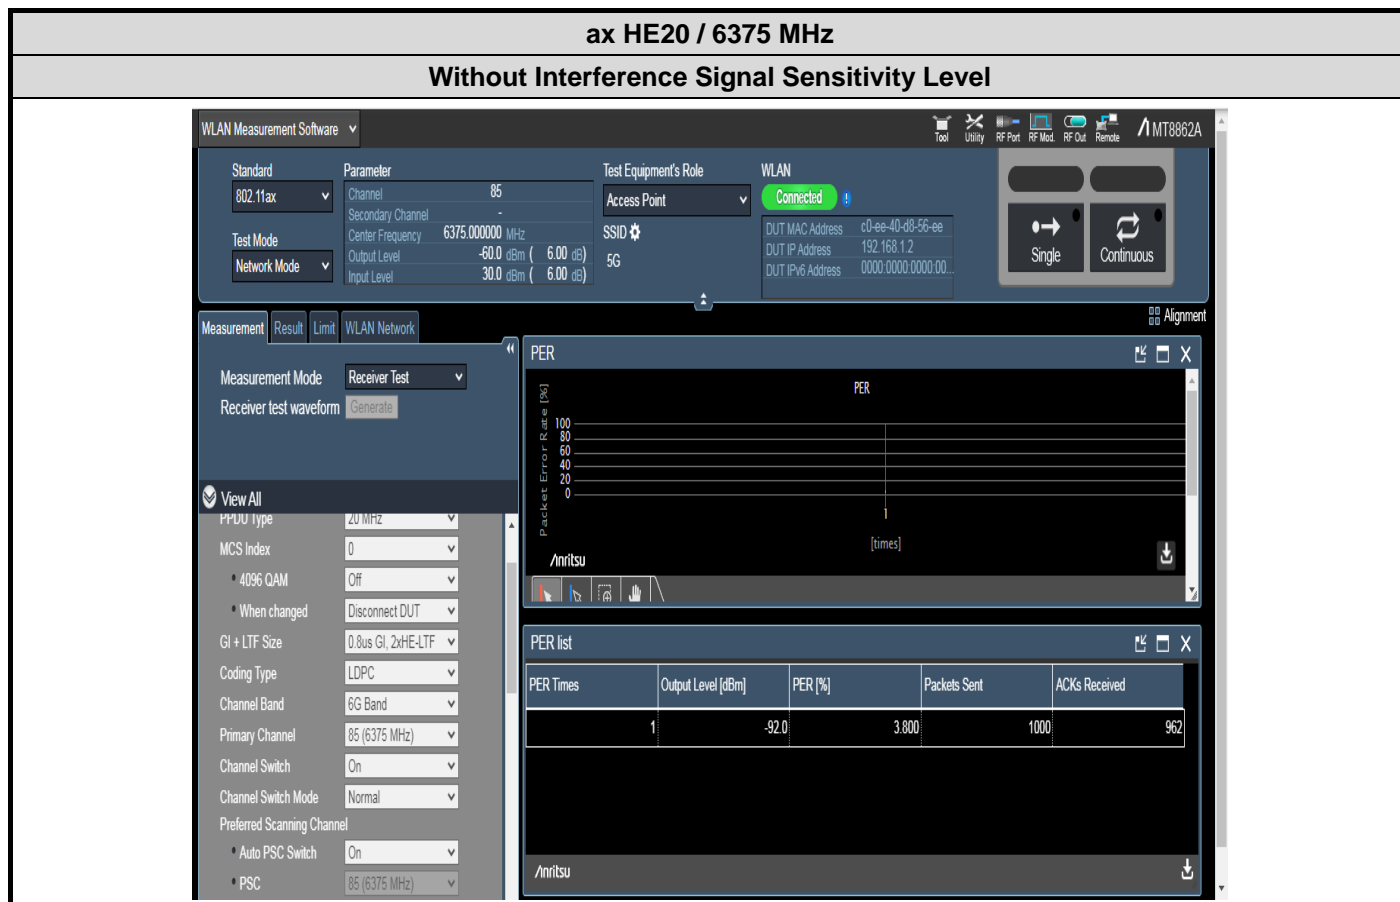 ax HE20 / 6375 MHz
Without Interference Signal Sensitivity Level
WLAN Measurement Software
Tool Utility RF Port RF Mod. RF Out Remote MT8862A
Standard
802.11ax
Test Mode
Network Mode
Parameter
Channel 85
Secondary Channel -
Center Frequency 6375.000000 MHz
Output Level -60.0 dBm ( 6.00 dB)
Input Level 30.0 dBm ( 6.00 dB)
Test Equipment's Role
Access Point
SSID
5G
WLAN
Connected !
DUT MAC Address c0-ee-40-d8-56-ee
DUT IP Address 192.168.1.2
DUT IPv6 Address 0000:0000:0000:00...
Single Continuous
Alignment
Measurement Result Limit WLAN Network
Measurement Mode Receiver Test
Receiver test waveform Generate
View All
PPDU Type 20 MHz
MCS Index 0
4096 QAM Off
When changed Disconnect DUT
GI + LTF Size 0.8us GI, 2xHE-LTF
Coding Type LDPC
Channel Band 6G Band
Primary Channel 85 (6375 MHz)
Channel Switch On
Channel Switch Mode Normal
Preferred Scanning Channel
Auto PSC Switch On
PSC 85 (6375 MHz)
PER
PER
Packet Error Rate [%]
100
80
60
40
20
0
1
[times]
Anritsu
PER list
PER Times Output Level [dBm] PER [%] Packets Sent ACKs Received
1 -92.0 3.800 1000 962
Anritsu